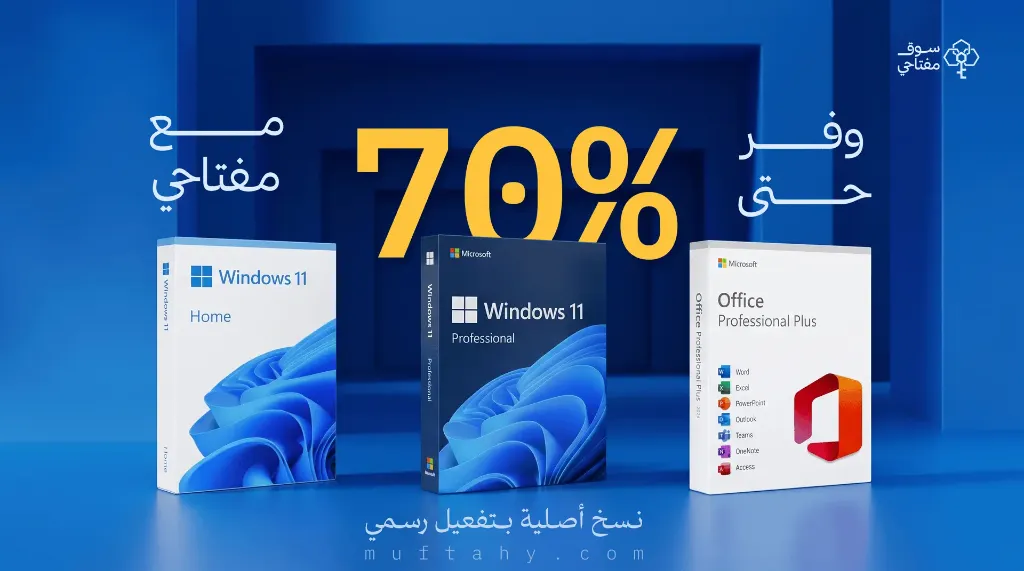 سوق
مفتاحي
وفر
حتى
70%
مع
مفتاحي
Windows 11
Home
Windows 11
Home
Microsoft
Windows 11
Professional
Windows 11
Professional
Microsoft
Microsoft
Office
Professional Plus
Word
Excel
PowerPoint
Outlook
Teams
OneNote
Access
Office Professional Plus
نسخ أصلية بتفعيل رسمي
muftahy.com